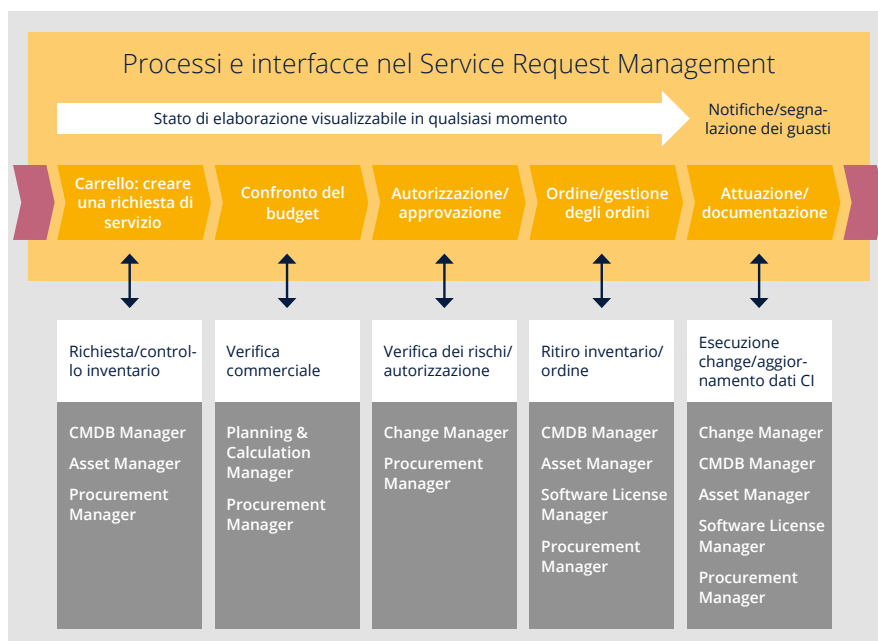 Processi e interfacce nel Service Request Management
Stato di elaborazione visualizzabile in qualsiasi momento
Notifiche/segna-
lazione dei guasti
Carrello: creare
una richiesta di
servizio
Confronto del
budget
Autorizzazione/
approvazione
Ordine/gestione
degli ordini
Attuazione/
documentazione
Richiesta/control-
lo inventario
Verifica
commerciale
Verifica dei rischi/
autorizzazione
Ritiro inventario/
ordine
Esecuzione
change/aggior-
namento dati CI
CMDB Manager
Asset Manager
Procurement
Manager
Planning &
Calculation
Manager
Procurement
Manager
Change Manager
Procurement
Manager
CMDB Manager
Asset Manager
Software License
Manager
Procurement
Manager
Change Manager
CMDB Manager
Asset Manager
Software License
Manager
Procurement
Manager